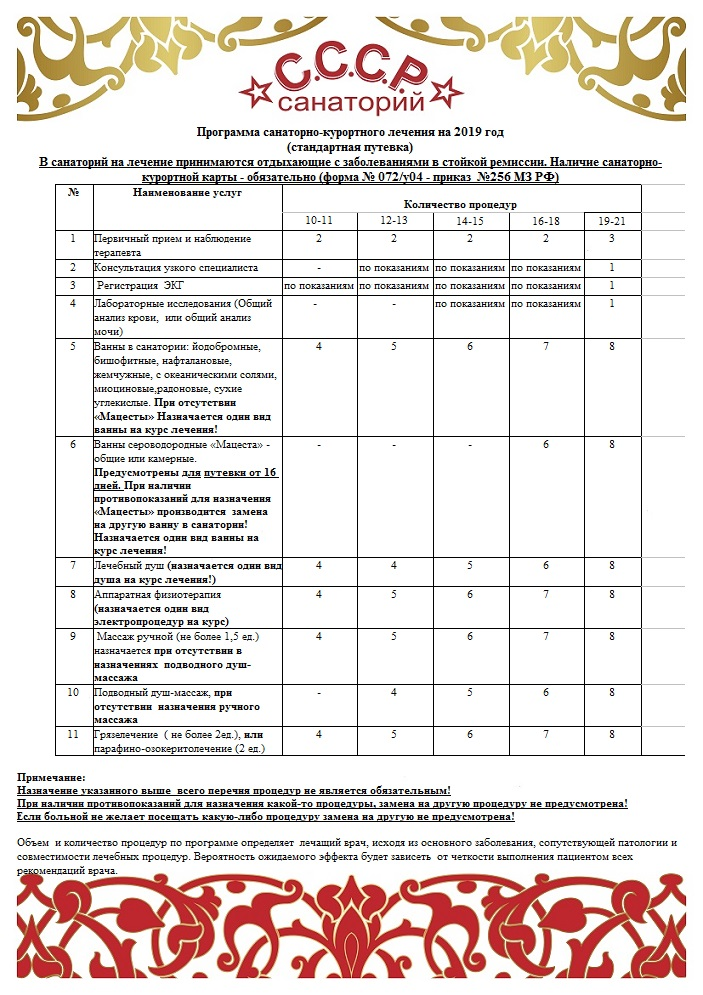 С.С.С.Р
санаторий
Программа санаторно-курортного лечения на 2019 год
(стандартная путевка)
В санаторий на лечение принимаются отдыхающие с заболеваниями в стойкой ремиссии. Наличие санаторно-
курортной карты - обязательно (форма № 072/у04 - приказ №256 МЗ РФ)
№ Наименование услуг Количество процедур
10-11 12-13 14-15 16-18 19-21
1 Первичный прием и наблюдение 2 2 2 2 3
терапевта
2 Консультация узкого специалиста - по показаниям по показаниям по показаниям 1
3 Регистрация ЭКГ по показаниям по показаниям по показаниям по показаниям 1
4 Лабораторные исследования (Общий - - по показаниям по показаниям 1
анализ крови, или общий анализ
мочи)
5 Ванны в санатории: йодобромные, 4 5 6 7 8
бишофитные, нафталановые,
жемчужные, с океаническими солями,
миоциновые,радоновые, сухие
углекислые. При отсутствии
«Мацесты» Назначается один вид
ванны на курс лечения!
6 Ванны сероводородные «Мацеста» - - - - 6 8
общие или камерные.
Предусмотрены для путевки от 16
дней. При наличии
противопоказаний для назначения
«Мацесты» производится замена
на другую ванну в санатории!
Назначается один вид ванны на
курс лечения!
7 Лечебный душ (назначается один вид 4 4 5 6 8
душа на курс лечения!)
8 Аппаратная физиотерапия 4 5 6 7 8
(назначается один вид
электропроцедур на курс)
9 Массаж ручной (не более 1,5 ед.) 4 5 6 7 8
назначается при отсутствии в
назначениях подводного душ-
массажа
10 Подводный душ-массаж, при - 4 5 6 8
отсутствии назначения ручного
массажа
11 Грязелечение ( не более 2ед.), или 4 5 6 7 8
парафино-озокеритолечение (2 ед.)
Примечание:
Назначение указанного выше всего перечня процедур не является обязательным!
При наличии противопоказаний для назначения какой-то процедуры, замена на другую процедуру не предусмотрена!
Если больной не желает посещать какую-либо процедуру замена на другую не предусмотрена!
Объем и количество процедур по программе определяет лечащий врач, исходя из основного заболевания, сопутствующей патологии и
совместимости лечебных процедур. Вероятность ожидаемого эффекта будет зависеть от четкости выполнения пациентом всех
рекомендаций врача.